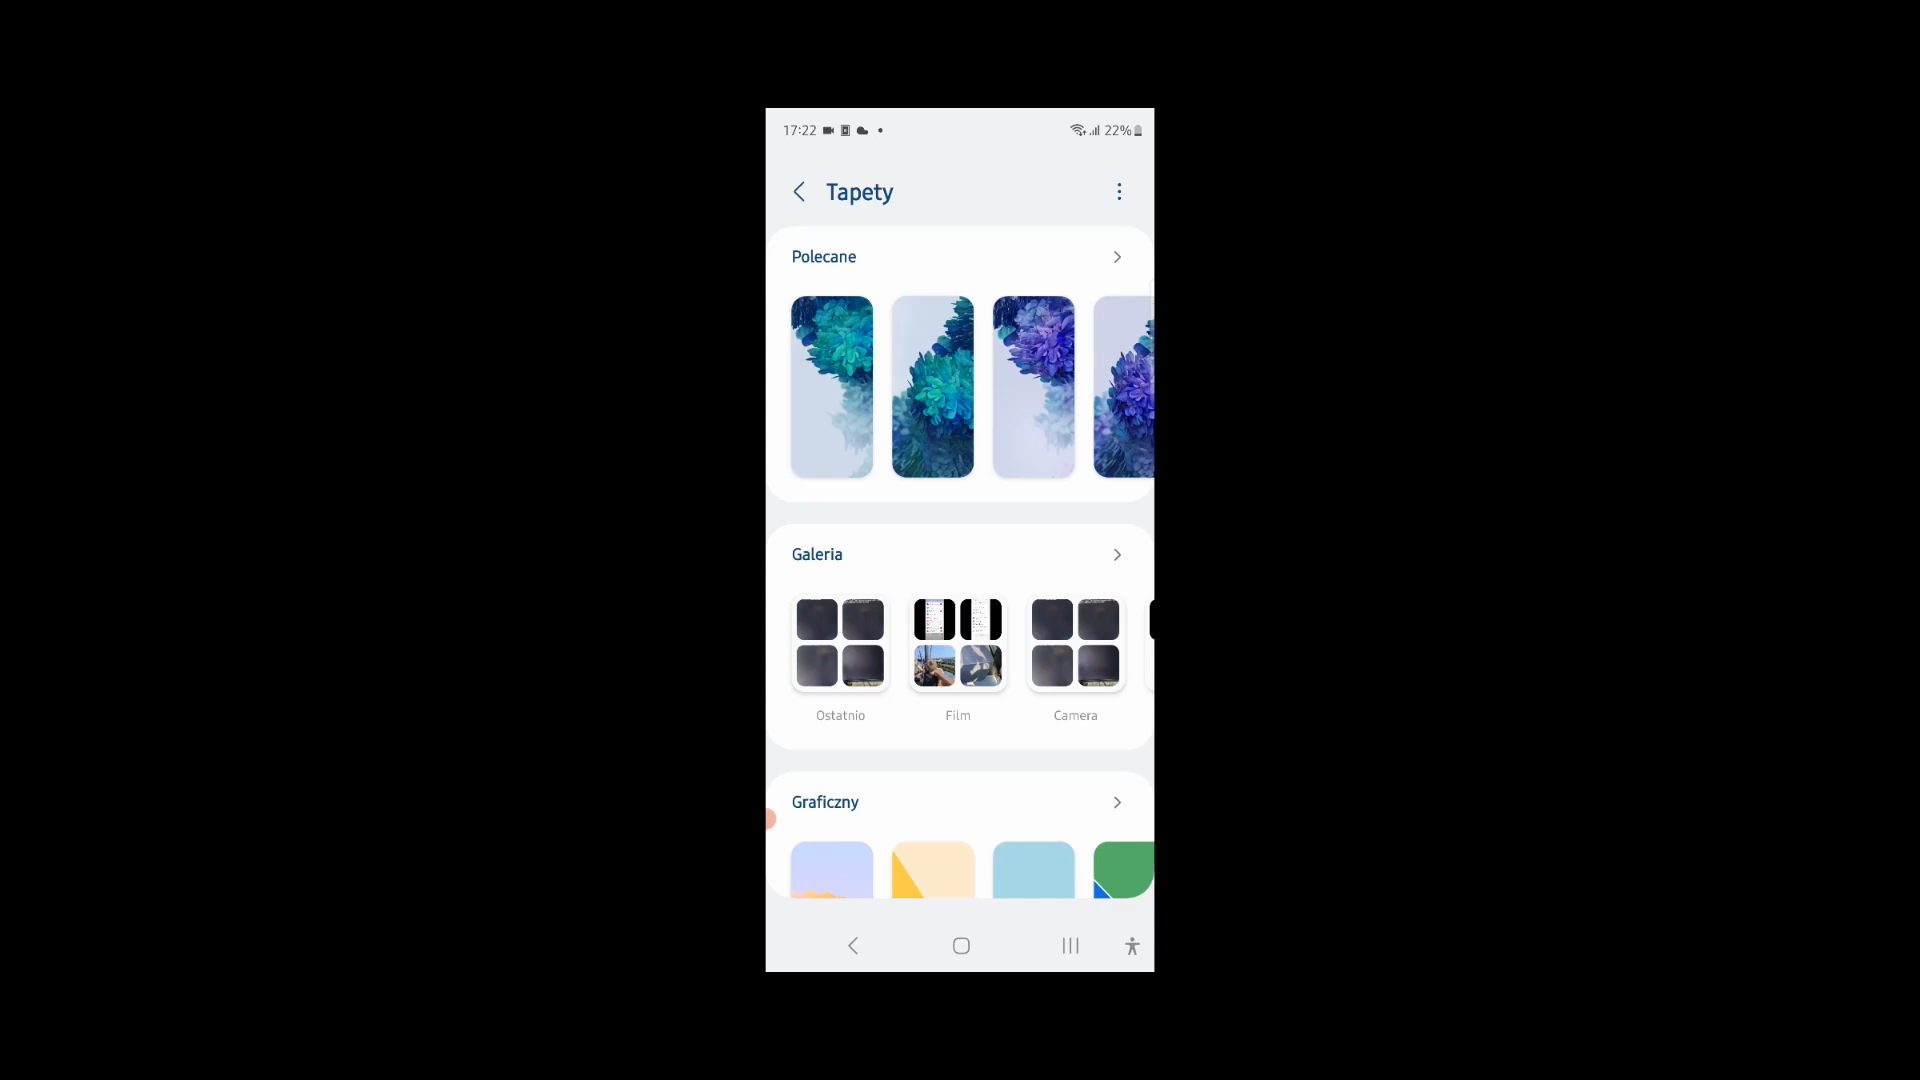 17:22 22%
Tapety
Polecane
Galeria
Ostatnio Film Camera
Graficzny